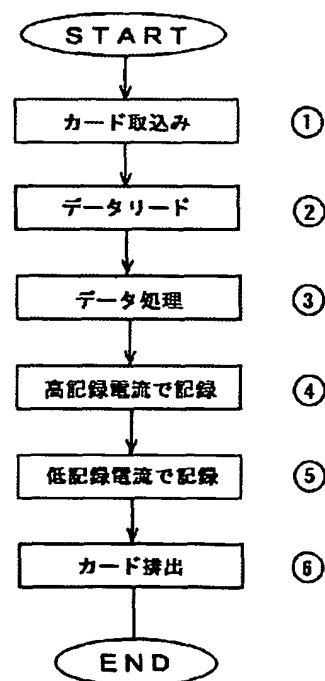 START
カード取込み ①
データリード ②
データ処理 ③
高記録電流で記録 ④
低記録電流で記録 ⑤
カード排出 ⑥
END